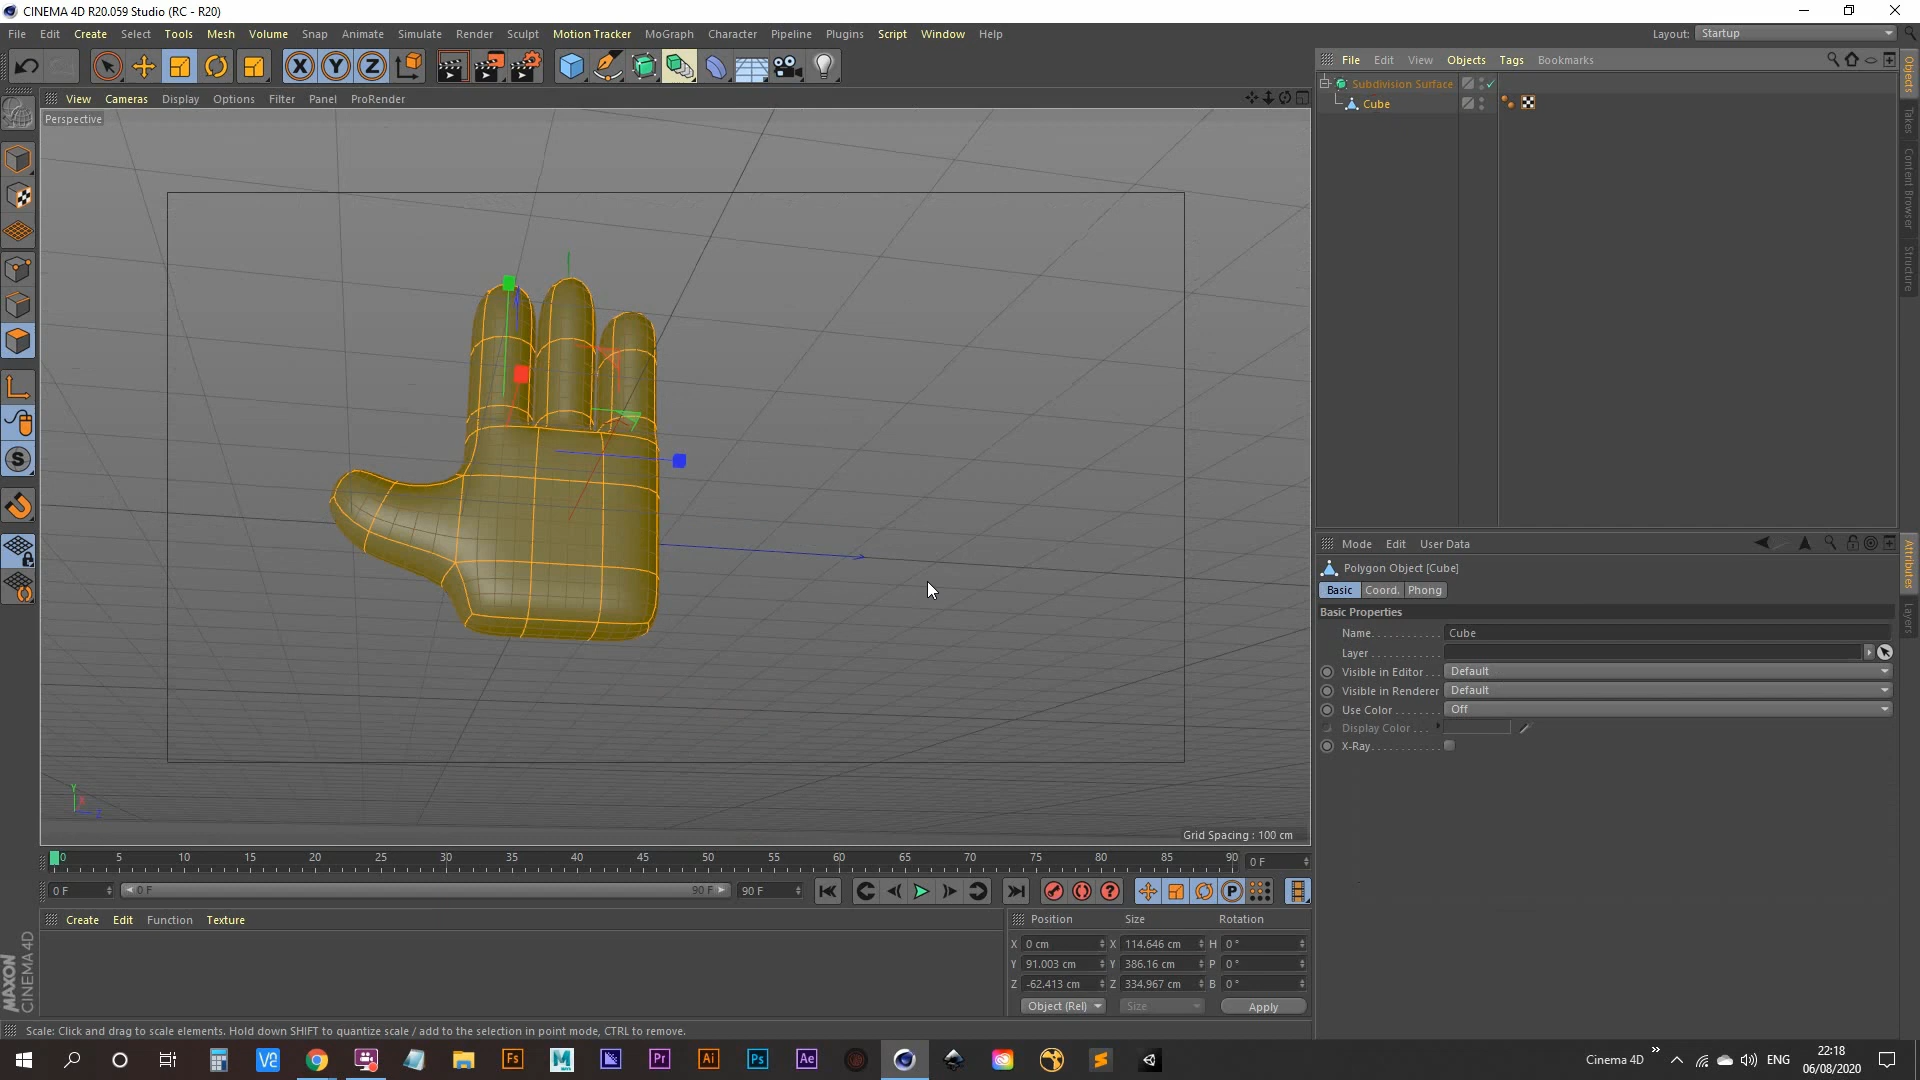 CINEMA 4D R20.059 Studio (RC - R20)
File Edit Create Select Tools Mesh Volume Snap Animate Simulate Render Sculpt Motion Tracker MoGraph Character Pipeline Plugins Script Window Help
Layout: Startup
View Cameras Display Options Filter Panel ProRender
Perspective
Grid Spacing : 100 cm
0 5 10 15 20 25 30 35 40 45 50 55 60 65 70 75 80 85 90
0 F
0 F 0 F 90 F 90 F
Create Edit Function Texture
MAXON
CINEMA 4D
Position Size Rotation
X 0 cm X 114.646 cm H 0 °
Y 91.003 cm Y 386.16 cm P 0 °
Z -62.413 cm Z 334.967 cm B 0 °
Object (Rel) Size Apply
Scale: Click and drag to scale elements. Hold down SHIFT to quantize scale / add to the selection in point mode, CTRL to remove.
File Edit View Objects Tags Bookmarks
Subdivision Surface
Cube
Objects
Takes
Content Browser
Structure
Mode Edit User Data
Polygon Object [Cube]
Basic Coord. Phong
Basic Properties
Name Cube
Layer
Visible in Editor Default
Visible in Renderer Default
Use Color Off
Display Color
X-Ray
Attributes
Layers
Cinema 4D
ENG
22:18
06/08/2020